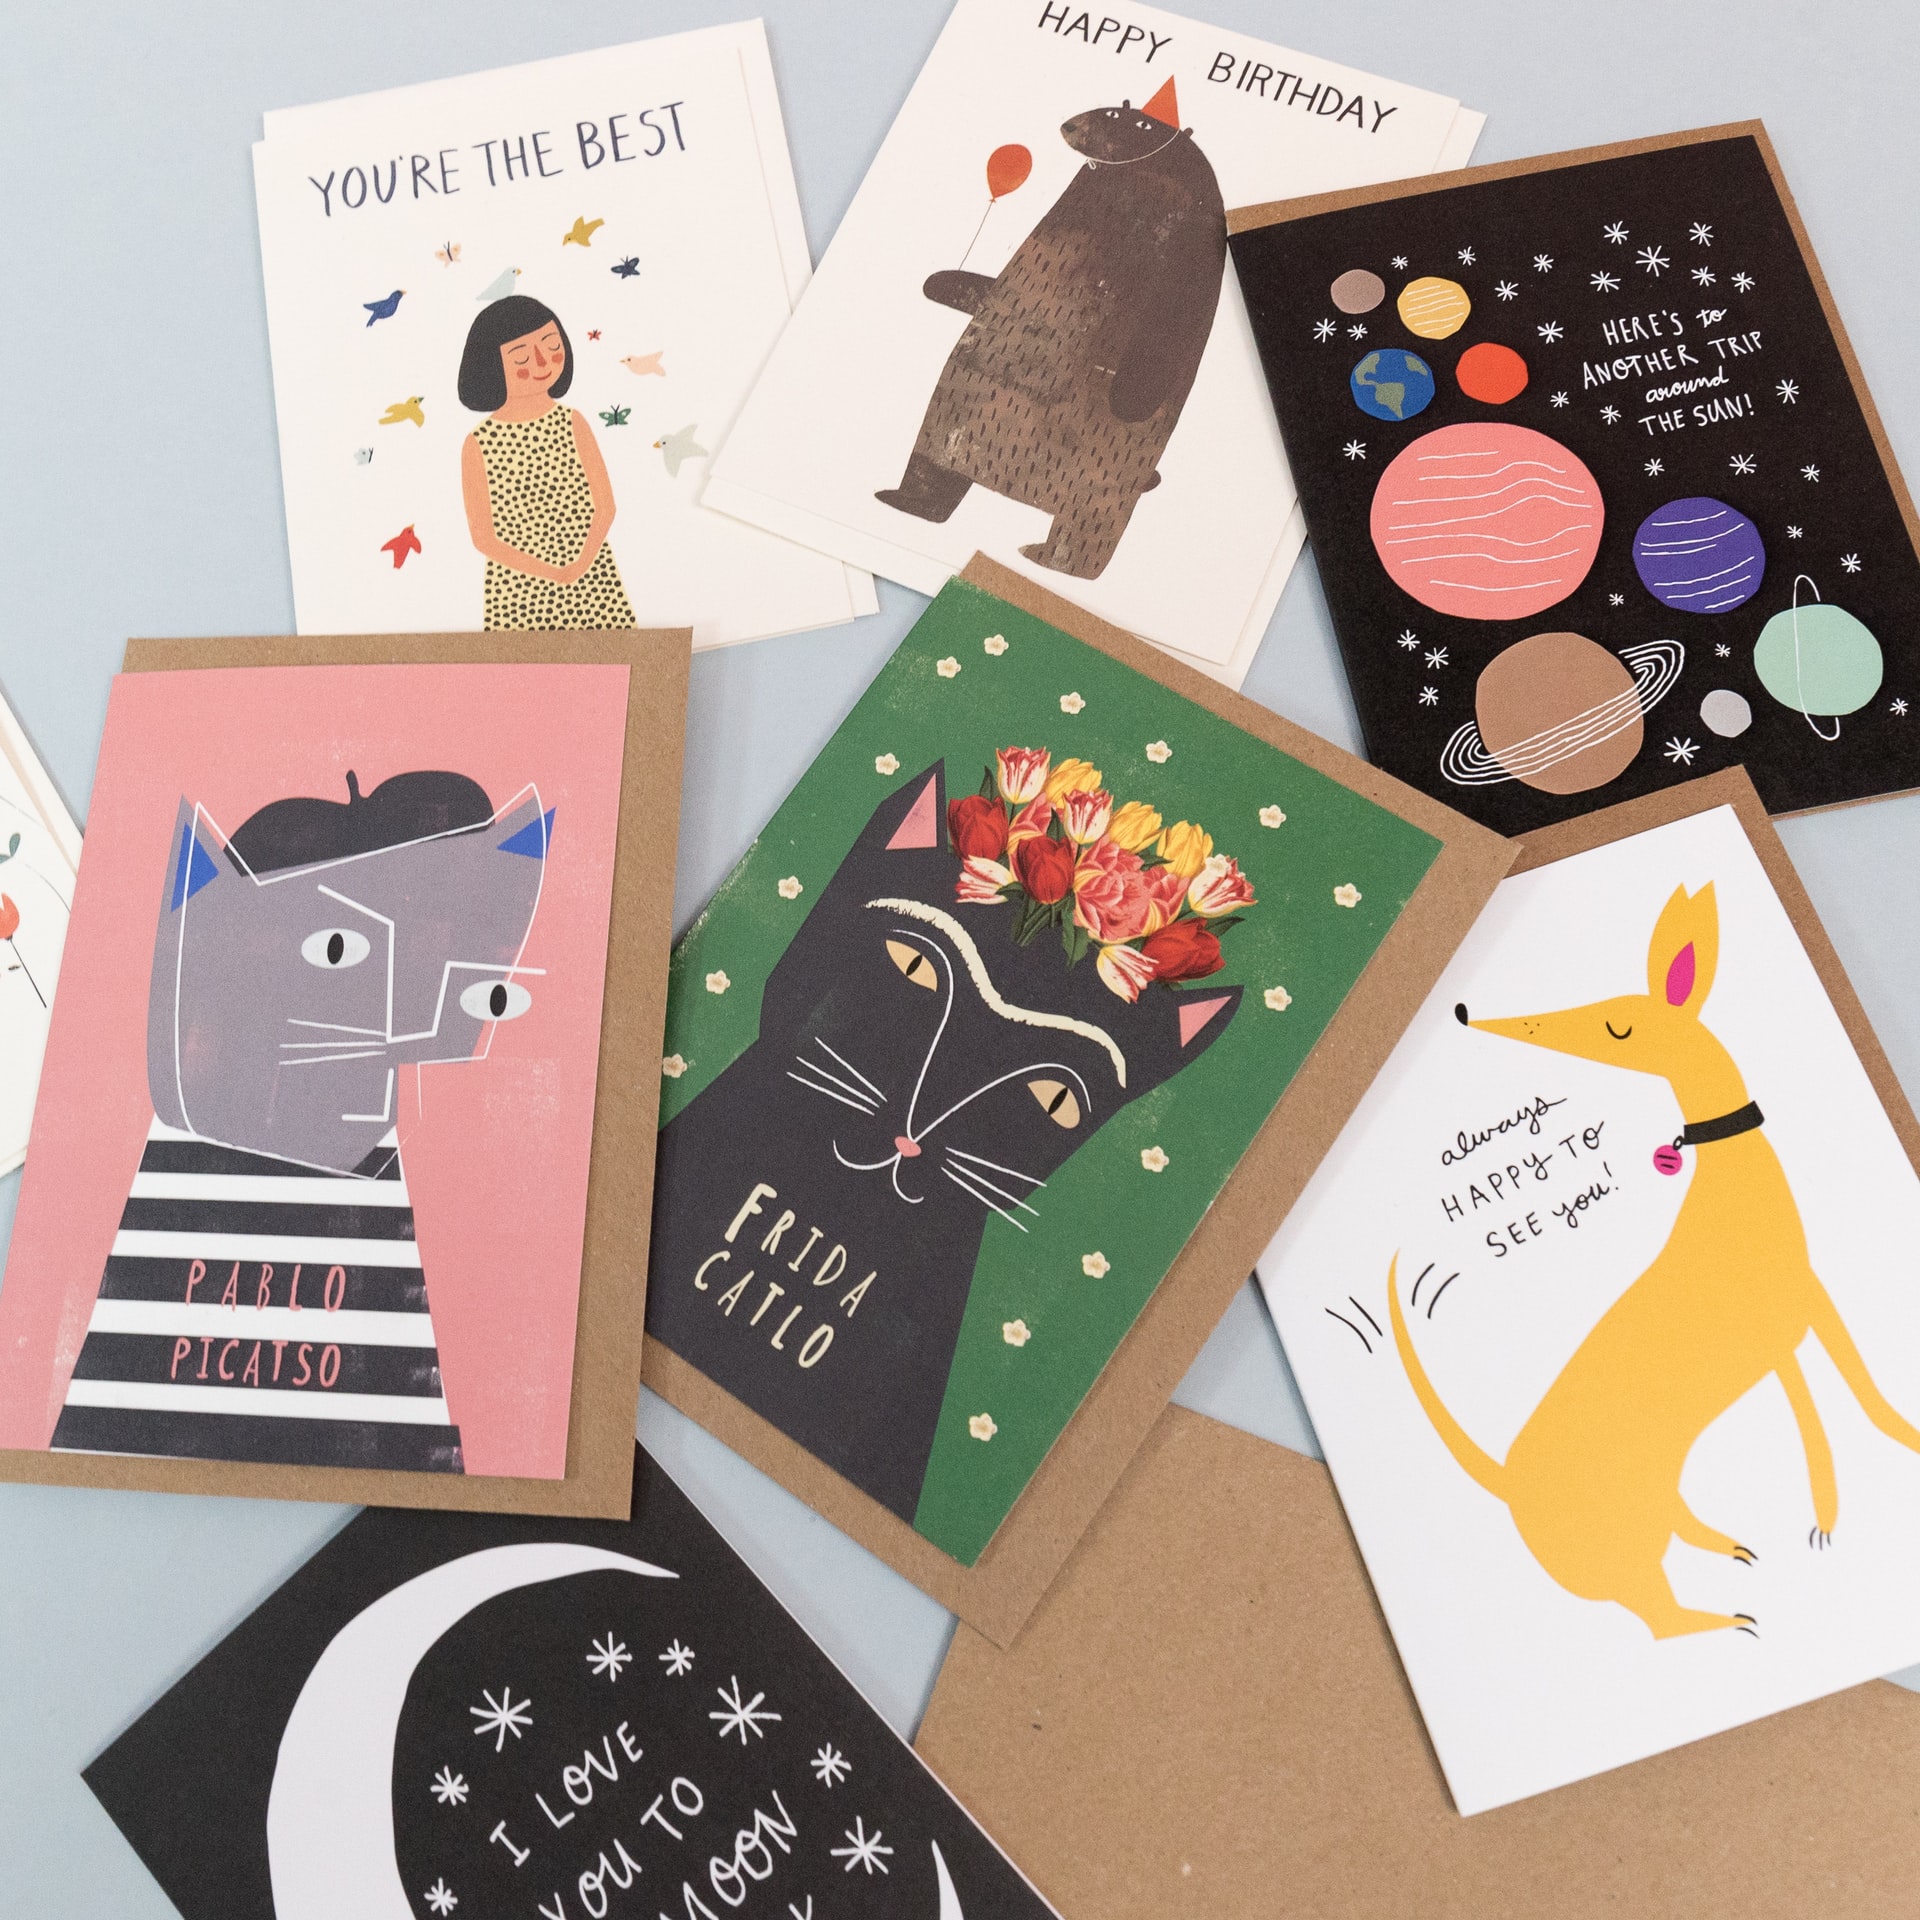 YOU'RE THE BEST
HAPPY BIRTHDAY
HERE'S to
ANOTHER TRIP
around
THE SUN!
PABLO
PICATSO
FRIDA
CATLO
always
HAPPY TO
SEE you!
I LOVE
YOU TO
MOON